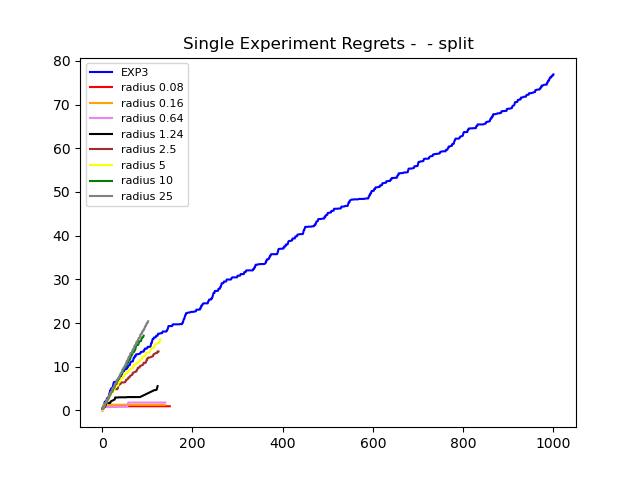 Single Experiment Regrets -  - split
80
70
60
50
40
30
20
10
0
EXP3
radius 0.08
radius 0.16
radius 0.64
radius 1.24
radius 2.5
radius 5
radius 10
radius 25
0 200 400 600 800 1000